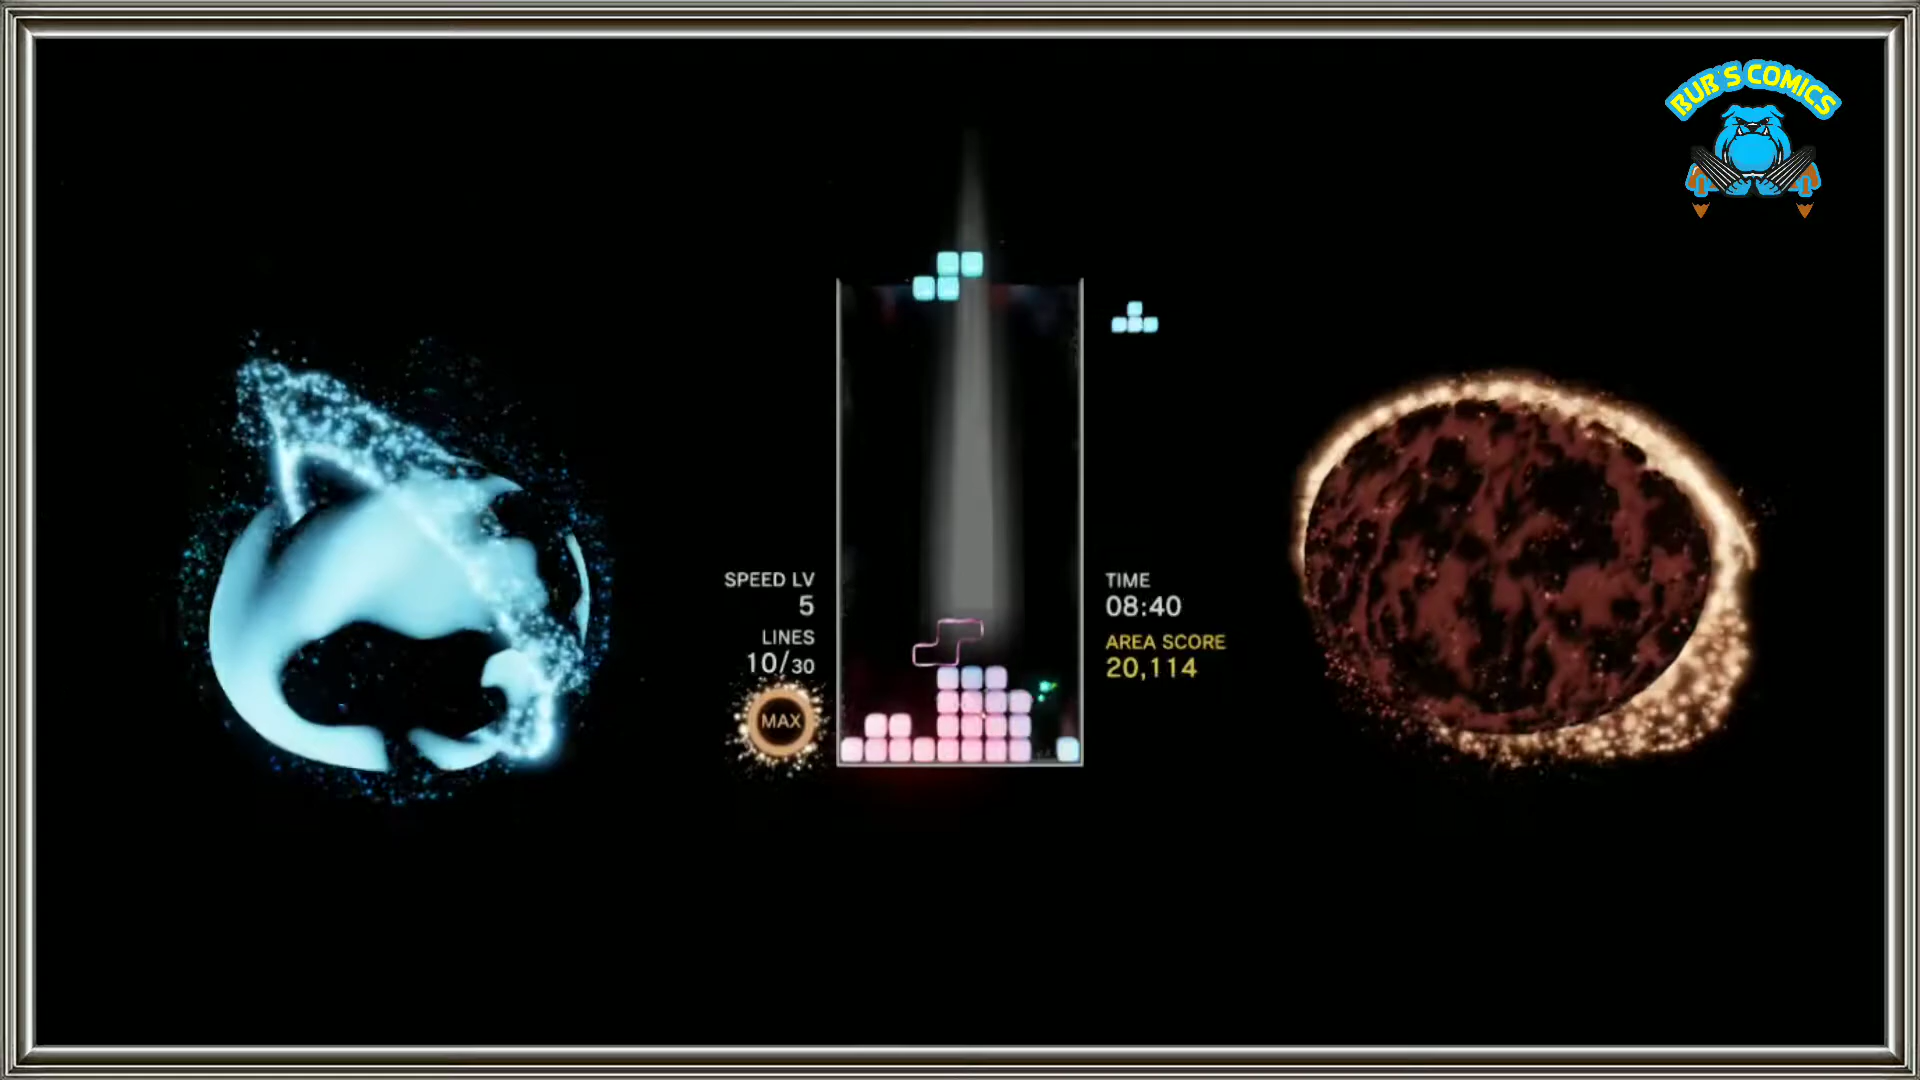 BUB'S COMICS
SPEED LV
5
LINES
10/30
MAX
TIME
08:40
AREA SCORE
20,114